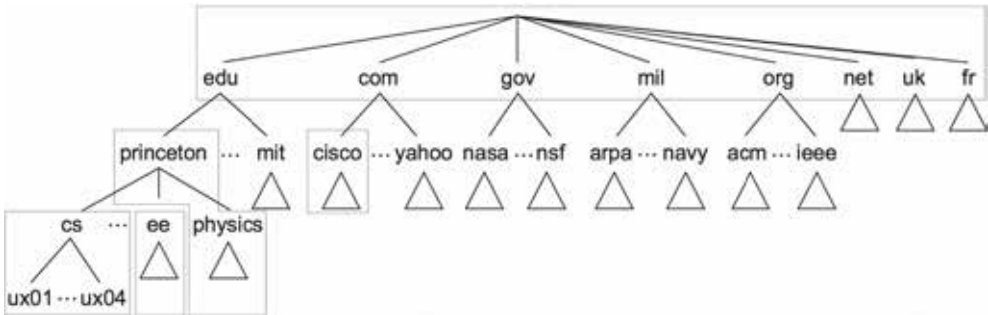 edu com gov mil org net uk fr
princeton ... mit cisco ... yahoo nasa ... nsf arpa ... navy acm ... ieee
cs ... ee physics
ux01 ... ux04